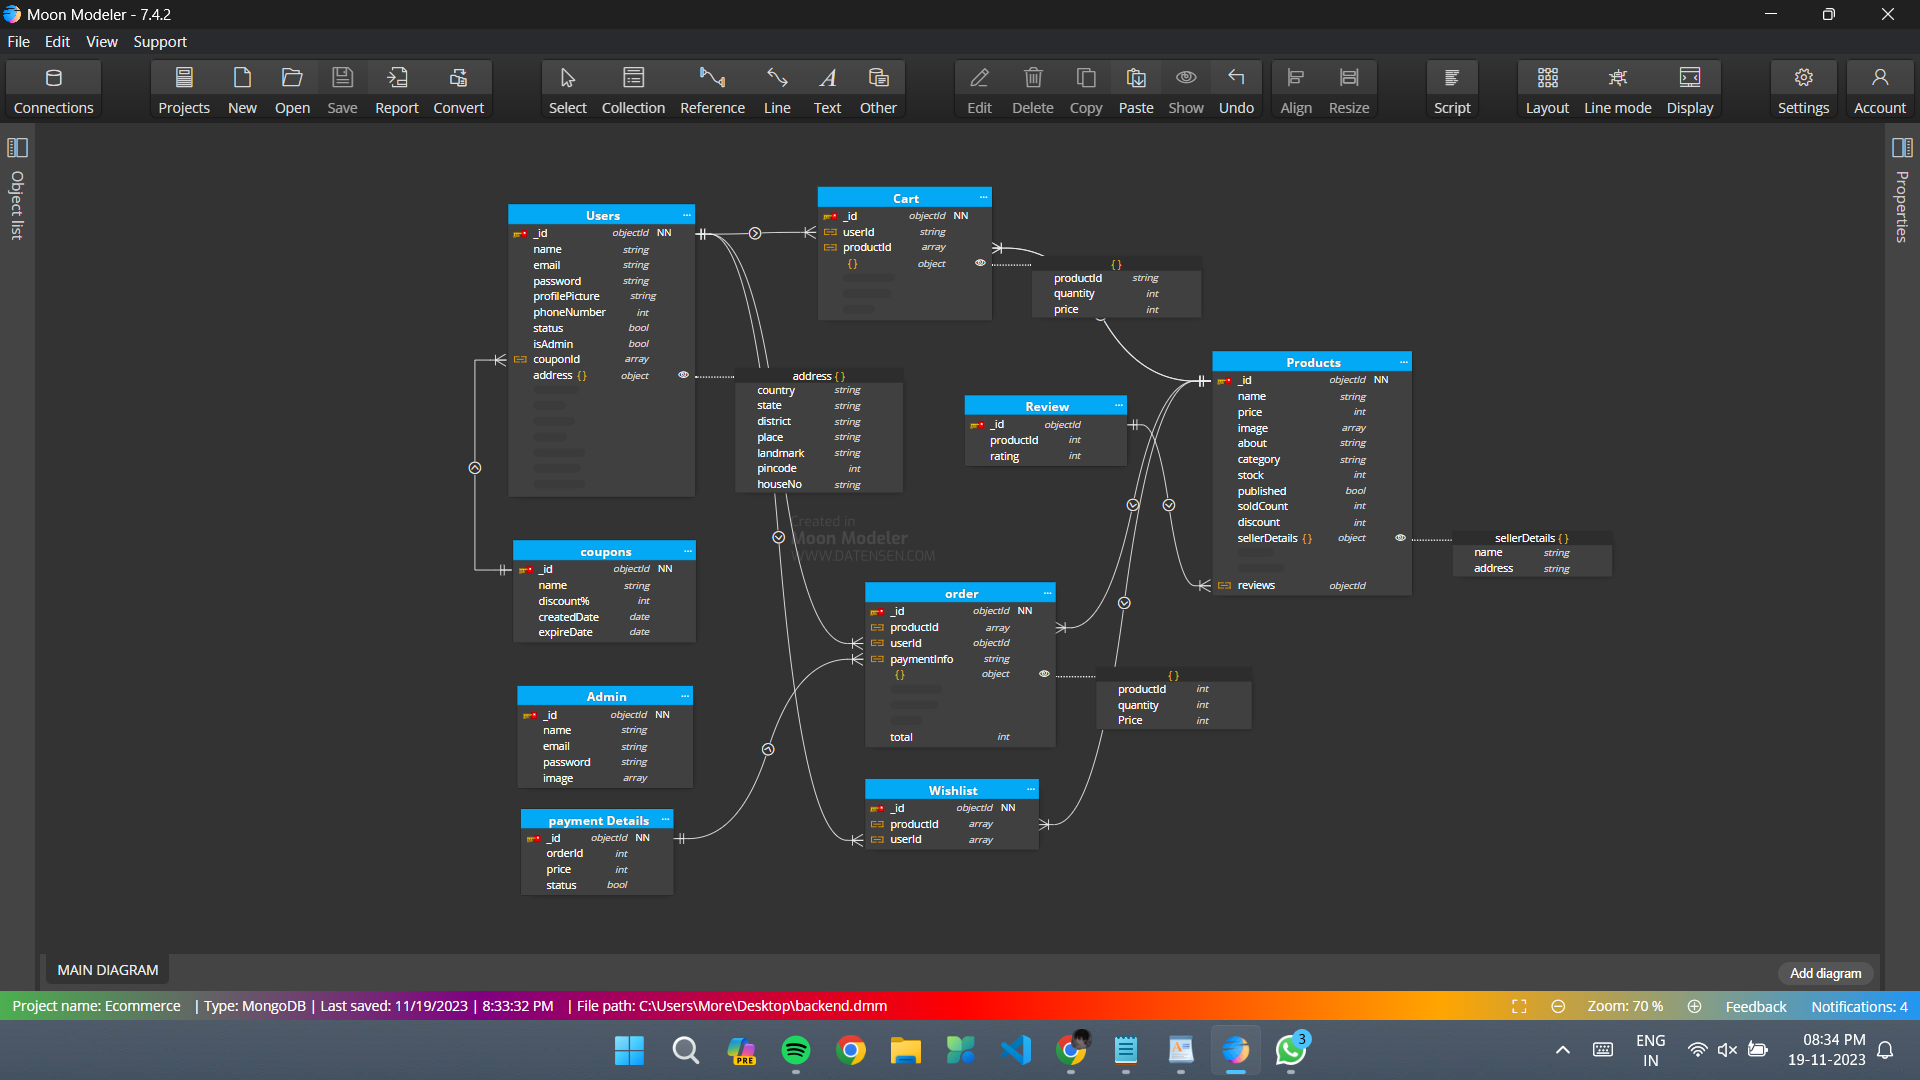 Moon Modeler - 7.4.2
File Edit View Support
Connections Projects New Open Save Report Convert Select Collection Reference Line Text Other Edit Delete Copy Paste Show Undo Align Resize Script Layout Line mode Display Settings Account
Object list
Properties
Users ...
_id objectId NN
name string
email string
password string
profilePicture string
phoneNumber int
status bool
isAdmin bool
couponId array
address {} object
Cart ...
_id objectId NN
userId string
productId array
{} object
{}
productId string
quantity int
price int
address {}
country string
state string
district string
place string
landmark string
pincode int
houseNo string
Review ...
_id objectId
productId int
rating int
Products ...
_id objectId NN
name string
price int
image array
about string
category string
stock int
published bool
soldCount int
discount int
sellerDetails {} object
reviews objectId
sellerDetails {}
name string
address string
Created in
Moon Modeler
WWW.DATENSEN.COM
coupons ...
_id objectId NN
name string
discount% int
createdDate date
expireDate date
order ...
_id objectId NN
productId array
userId objectId
paymentInfo string
{} object
total int
{}
productId int
quantity int
Price int
Admin ...
_id objectId NN
name string
email string
password string
image array
Wishlist ...
_id objectId NN
productId array
userId array
payment Details ...
_id objectId NN
orderId int
price int
status bool
MAIN DIAGRAM
Add diagram
Project name: Ecommerce | Type: MongoDB | Last saved: 11/19/2023 | 8:33:32 PM | File path: C:\Users\More\Desktop\backend.dmm Zoom: 70 % Feedback Notifications: 4
PRE
3
ENG
IN
08:34 PM
19-11-2023